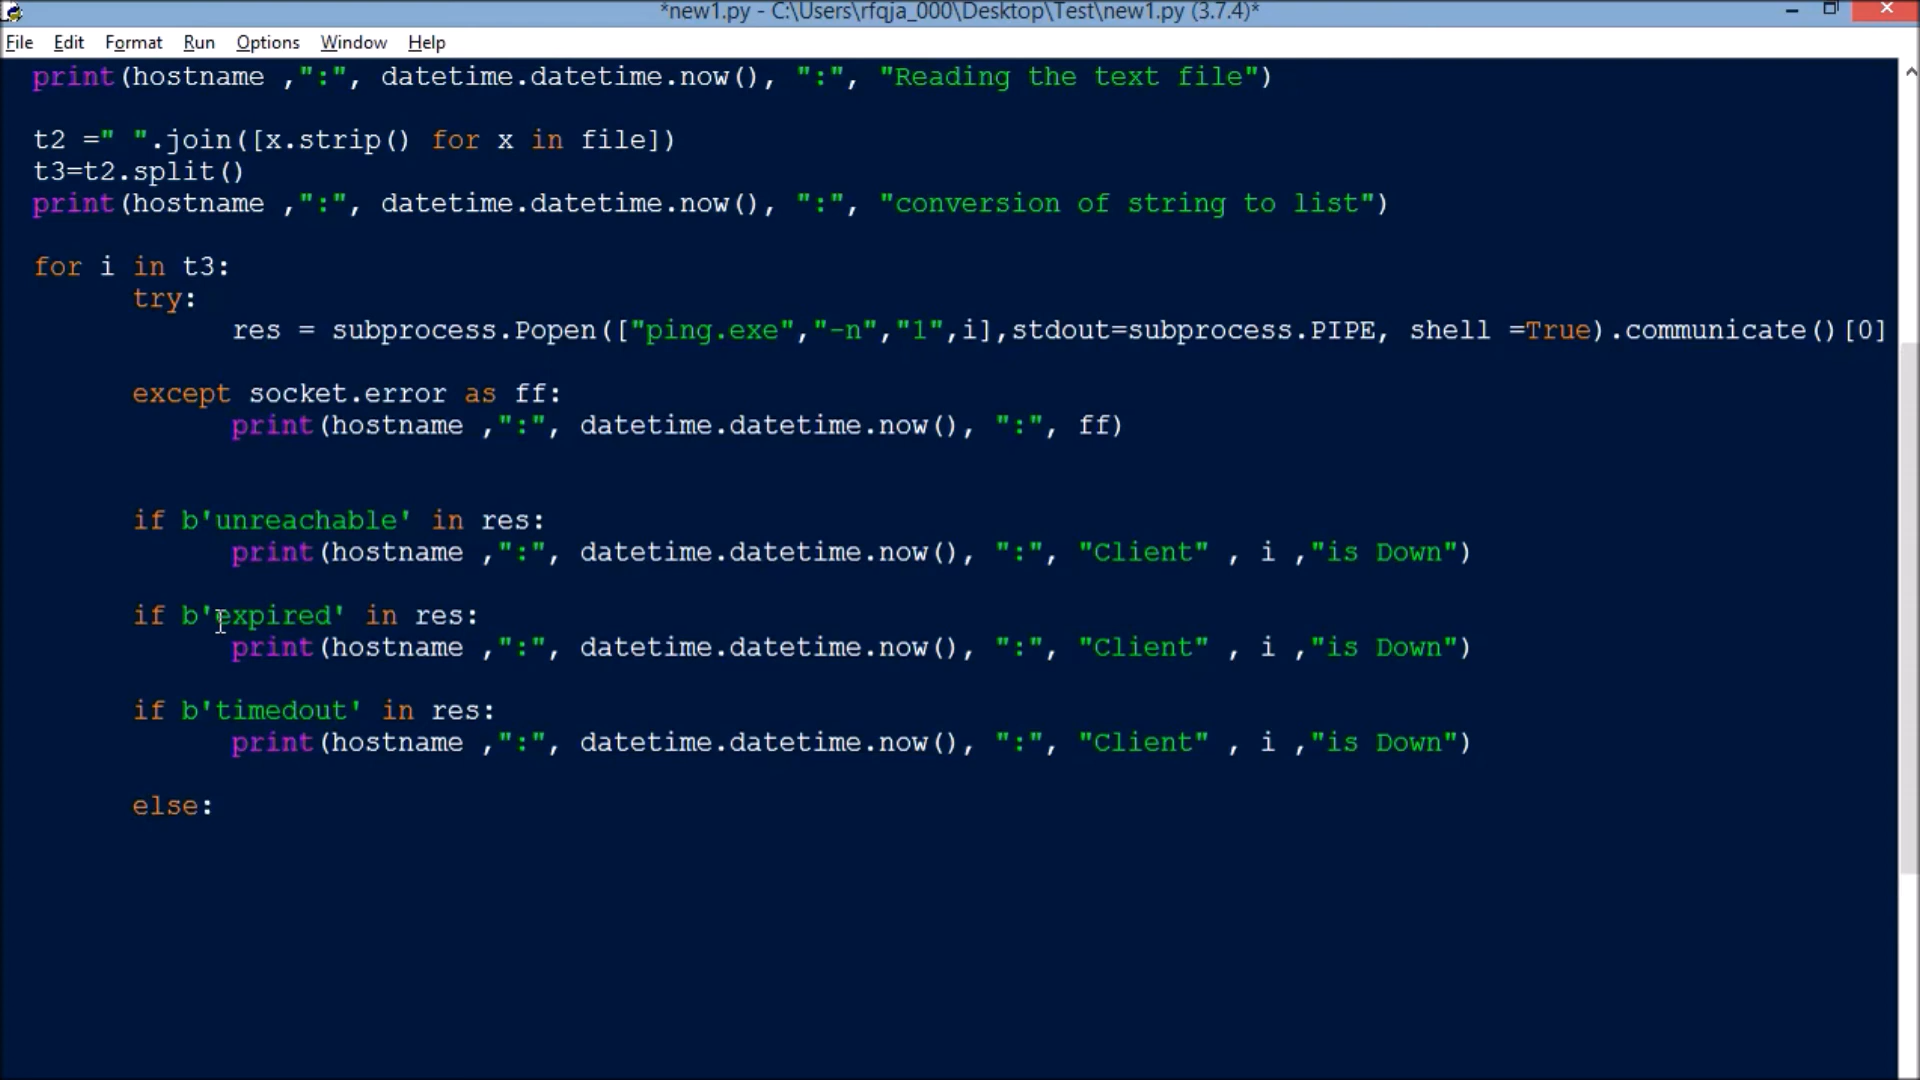 *new1.py - C:\Users\rfqja_000\Desktop\Test\new1.py (3.7.4)*
File Edit Format Run Options Window Help
print(hostname ,":", datetime.datetime.now(), ":", "Reading the text file")
t2 =" ".join([x.strip() for x in file])
t3=t2.split()
print(hostname ,":", datetime.datetime.now(), ":", "conversion of string to list")
for i in t3:
try:
res = subprocess.Popen(["ping.exe","-n","1",i],stdout=subprocess.PIPE, shell =True).communicate()[0]
except socket.error as ff:
print(hostname ,":", datetime.datetime.now(), ":", ff)
if b'unreachable' in res:
print(hostname ,":", datetime.datetime.now(), ":", "Client" , i ,"is Down")
if b'expired' in res:
print(hostname ,":", datetime.datetime.now(), ":", "Client" , i ,"is Down")
if b'timedout' in res:
print(hostname ,":", datetime.datetime.now(), ":", "Client" , i ,"is Down")
else: